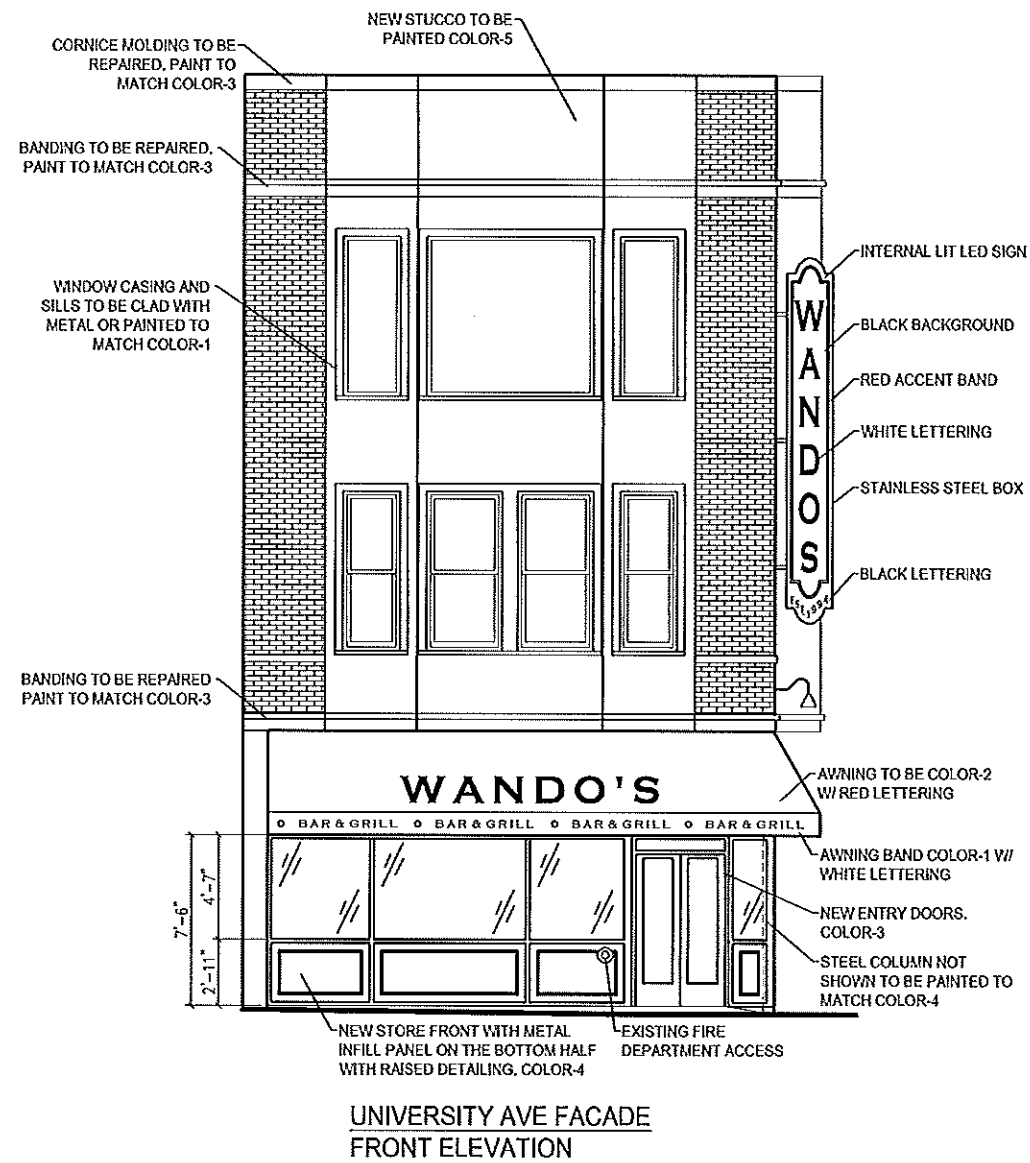 NEW STUCCO TO BE
PAINTED COLOR-5
CORNICE MOLDING TO BE
REPAIRED, PAINT TO
MATCH COLOR-3
BANDING TO BE REPAIRED,
PAINT TO MATCH COLOR-3
WINDOW CASING AND
SILLS TO BE CLAD WITH
METAL OR PAINTED TO
MATCH COLOR-1
INTERNAL LIT LED SIGN
BLACK BACKGROUND
RED ACCENT BAND
WHITE LETTERING
STAINLESS STEEL BOX
BLACK LETTERING
W
A
N
D
O
S
EST. 1994
BANDING TO BE REPAIRED
PAINT TO MATCH COLOR-3
WANDO'S
BAR & GRILL BAR & GRILL BAR & GRILL BAR & GRILL
AWNING TO BE COLOR-2
W/ RED LETTERING
AWNING BAND COLOR-1 W/
WHITE LETTERING
NEW ENTRY DOORS,
COLOR-3
STEEL COLUMN NOT
SHOWN TO BE PAINTED TO
MATCH COLOR-4
7'-6"
4'-7"
2'-11"
NEW STORE FRONT WITH METAL
INFILL PANEL ON THE BOTTOM HALF
WITH RAISED DETAILING, COLOR-4
EXISTING FIRE
DEPARTMENT ACCESS
UNIVERSITY AVE FACADE
FRONT ELEVATION